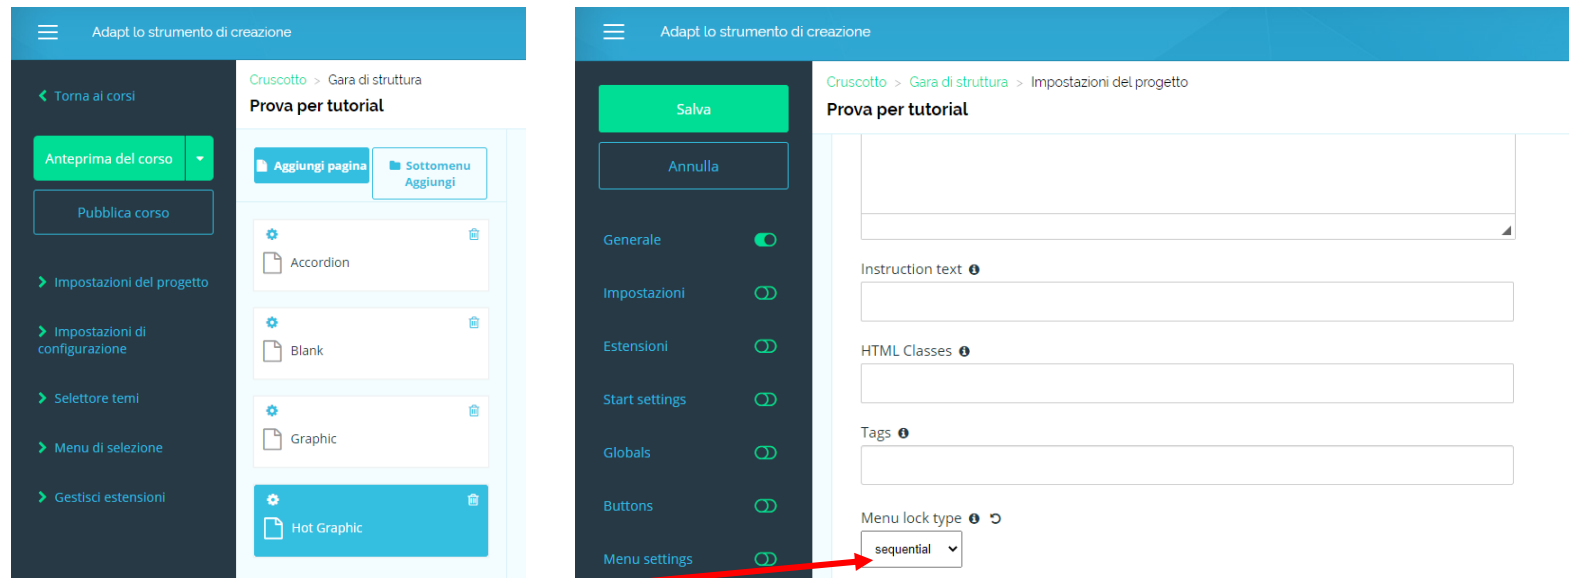 Adapt lo strumento di creazione
Torna ai corsi
Anteprima del corso
Pubblica corso
Impostazioni del progetto
Impostazioni di
configurazione
Selettore temi
Menu di selezione
Gestisci estensioni
Cruscotto > Gara di struttura
Prova per tutorial
Aggiungi pagina
Sottomenu
Aggiungi
Accordion
Blank
Graphic
Hot Graphic
Adapt lo strumento di creazione
Salva
Annulla
Generale
Impostazioni
Estensioni
Start settings
Globals
Buttons
Menu settings
Cruscotto > Gara di struttura > Impostazioni del progetto
Prova per tutorial
Instruction text
HTML Classes
Tags
Menu lock type
sequential